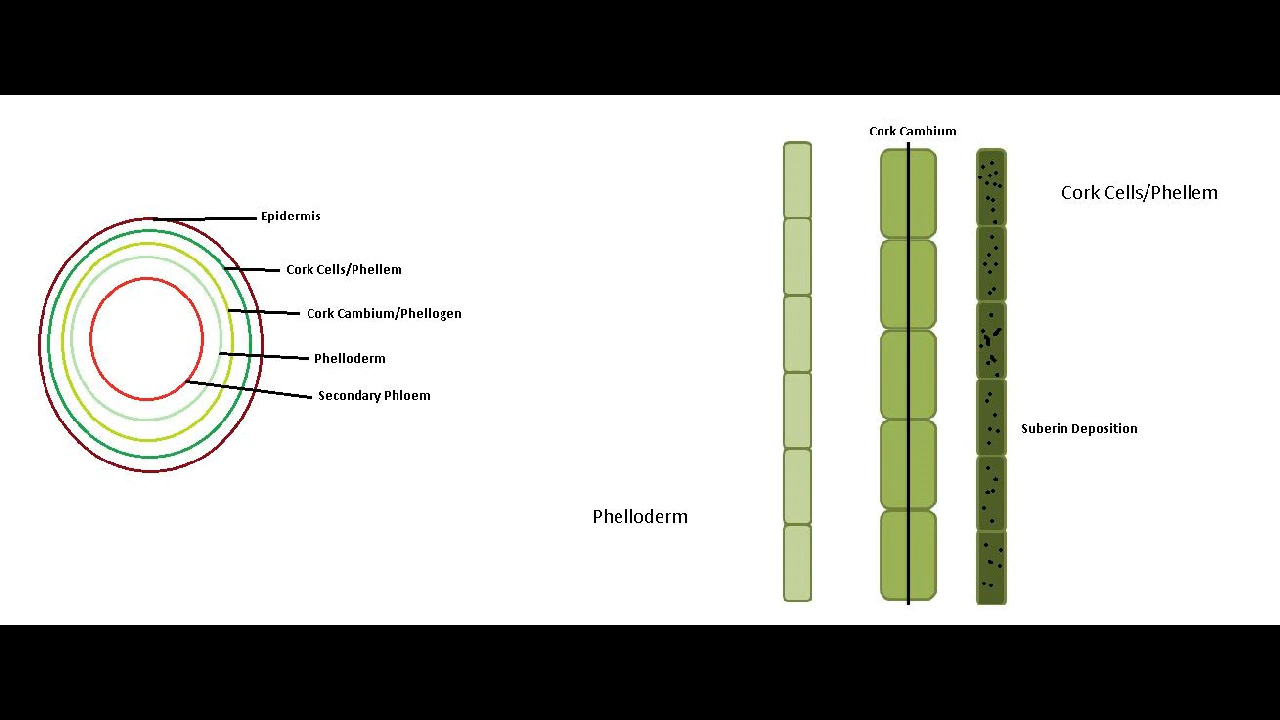 Epidermis
Cork Cells/Phellem
Cork Cambium/Phellogen
Phelloderm
Secondary Phloem
Phelloderm
Cork Cambium
Cork Cells/Phellem
Suberin Deposition